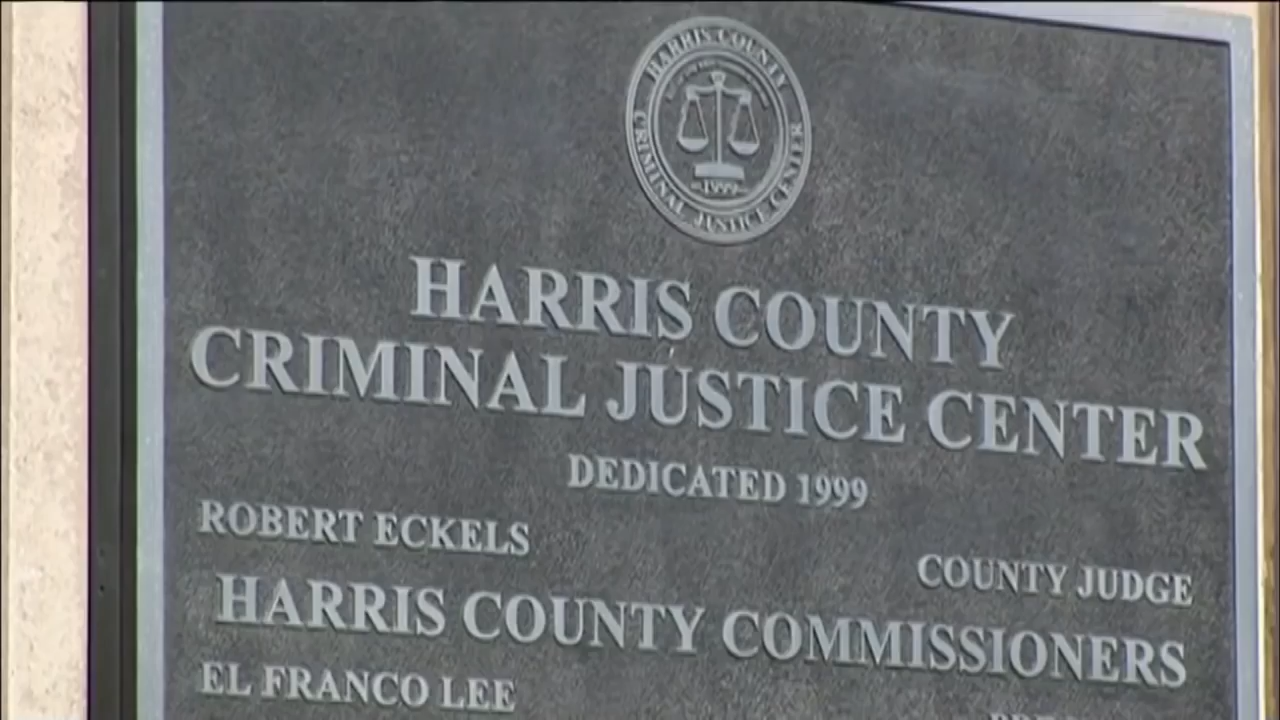 HARRIS COUNTY
CRIMINAL JUSTICE CENTER
1999
HARRIS COUNTY
CRIMINAL JUSTICE CENTER
DEDICATED 1999
ROBERT ECKELS
COUNTY JUDGE
HARRIS COUNTY COMMISSIONERS
EL FRANCO LEE